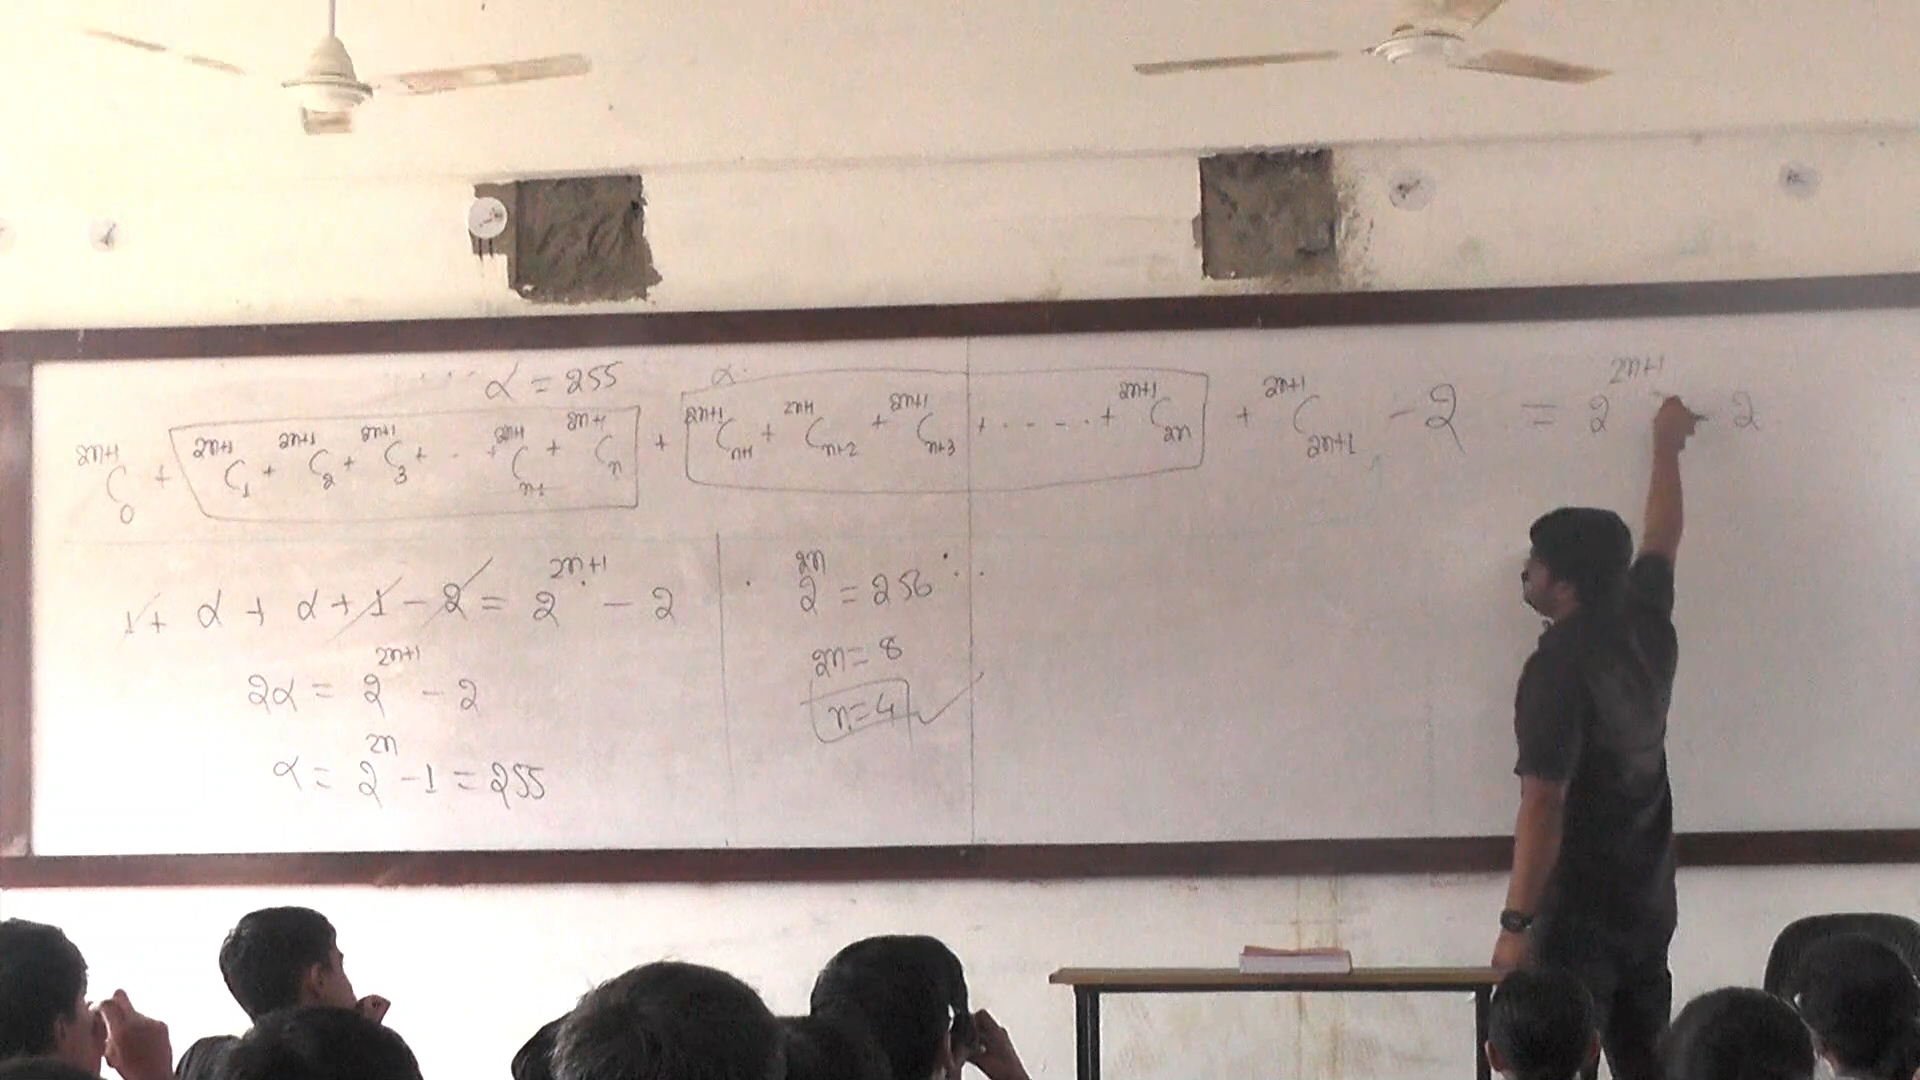 α = 255 α
²ⁿ⁺¹C₀ + ²ⁿ⁺¹C₁ + ²ⁿ⁺¹C₂ + ²ⁿ⁺¹C₃ + ... + ²ⁿ⁺¹Cₙ₋₁ + ²ⁿ⁺¹Cₙ + ²ⁿ⁺¹Cₙ₊₁ + ²ⁿ⁺¹Cₙ₊₂ + ²ⁿ⁺¹Cₙ₊₃ + ..... + ²ⁿ⁺¹C₂ₙ + ²ⁿ⁺¹C₂ₙ₊₁ - 2 = 2²ⁿ⁺¹ - 2
1 + α + α + 1 - 2 = 2²ⁿ⁺¹ - 2
2α = 2²ⁿ⁺¹ - 2
α = 2²ⁿ - 1 = 255
2²ⁿ = 256
2n = 8
n = 4